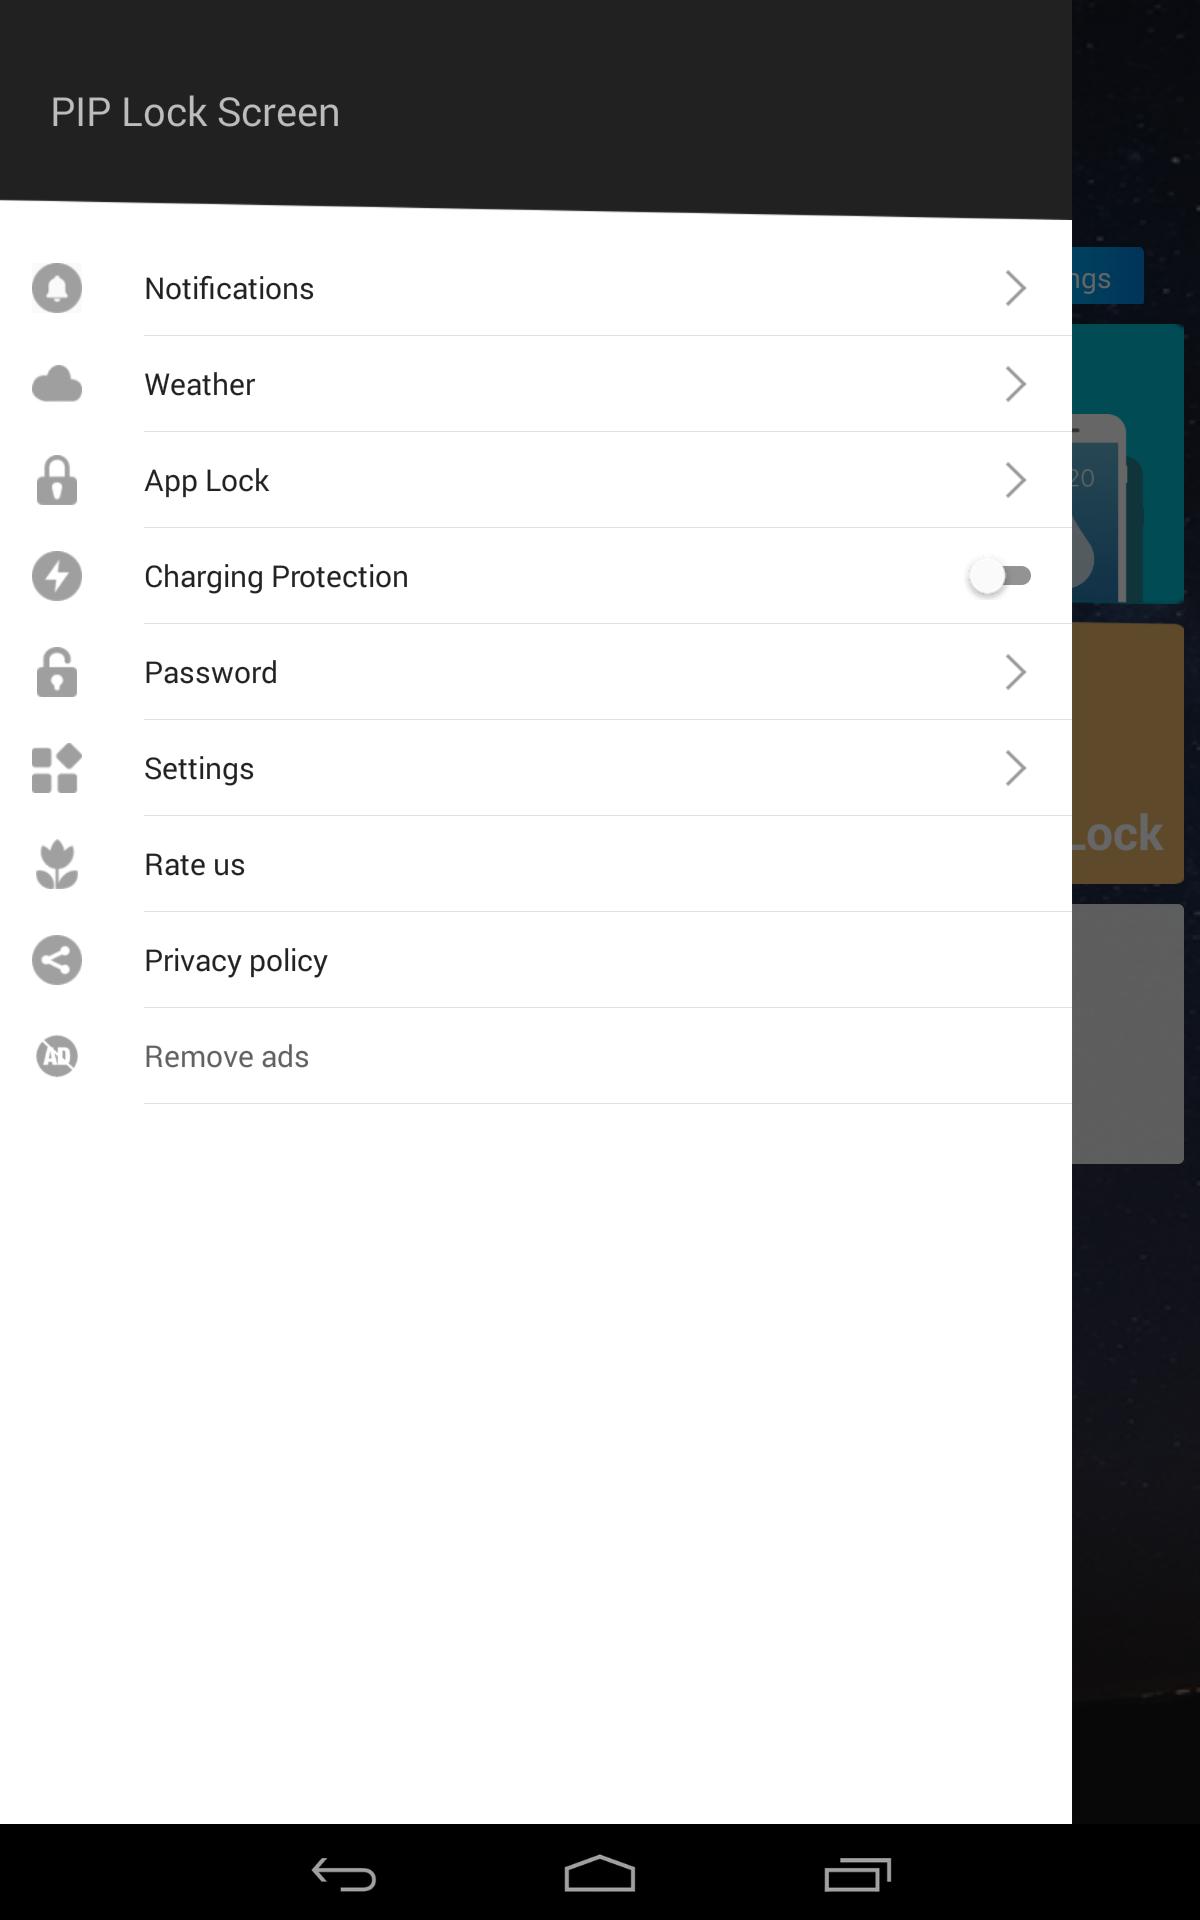 PIP Lock Screen
Notifications
ngs
Weather
App Lock
20
Charging Protection
Password
Settings
Lock
Rate us
Privacy policy
AD
Remove ads